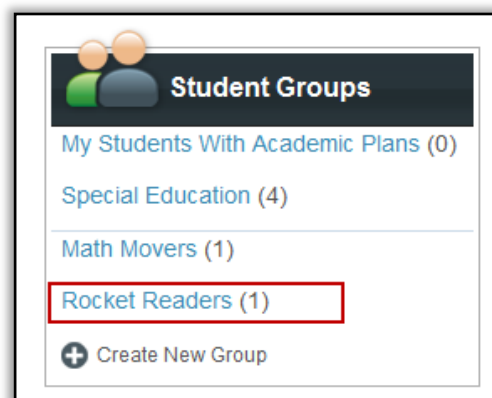 Student Groups
My Students With Academic Plans (0)
Special Education (4)
Math Movers (1)
Rocket Readers (1)
Create New Group